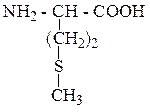 NH₂ - CH - COOH
(CH₂)₂
S
CH₃